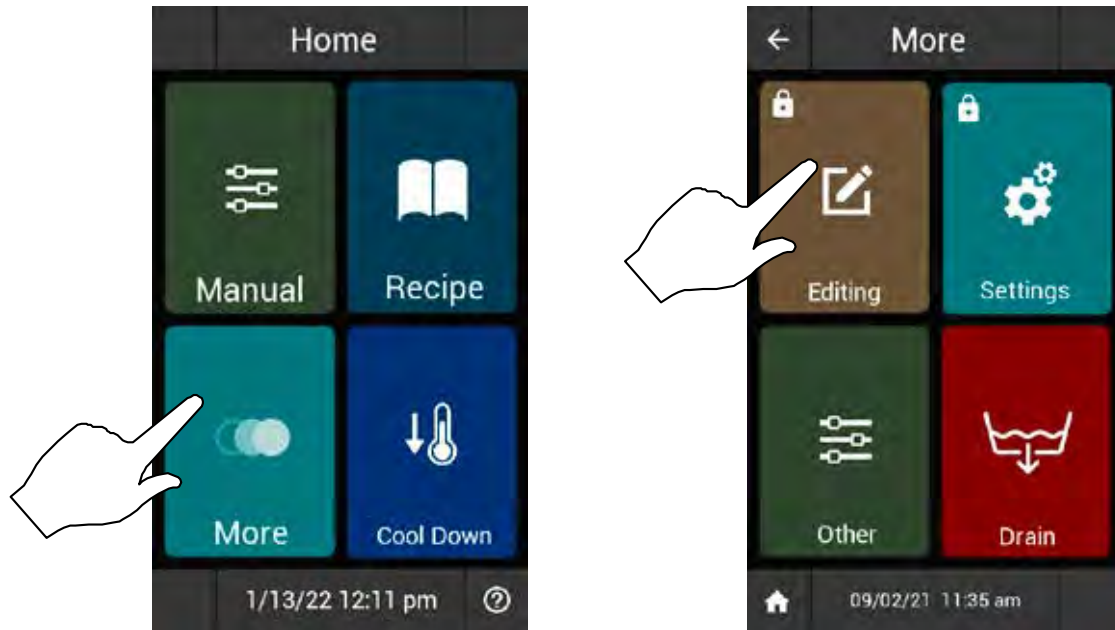 Home
Manual
Recipe
More
Cool Down
1/13/22 12:11 pm
More
Editing
Settings
Other
Drain
09/02/21 11:35 am